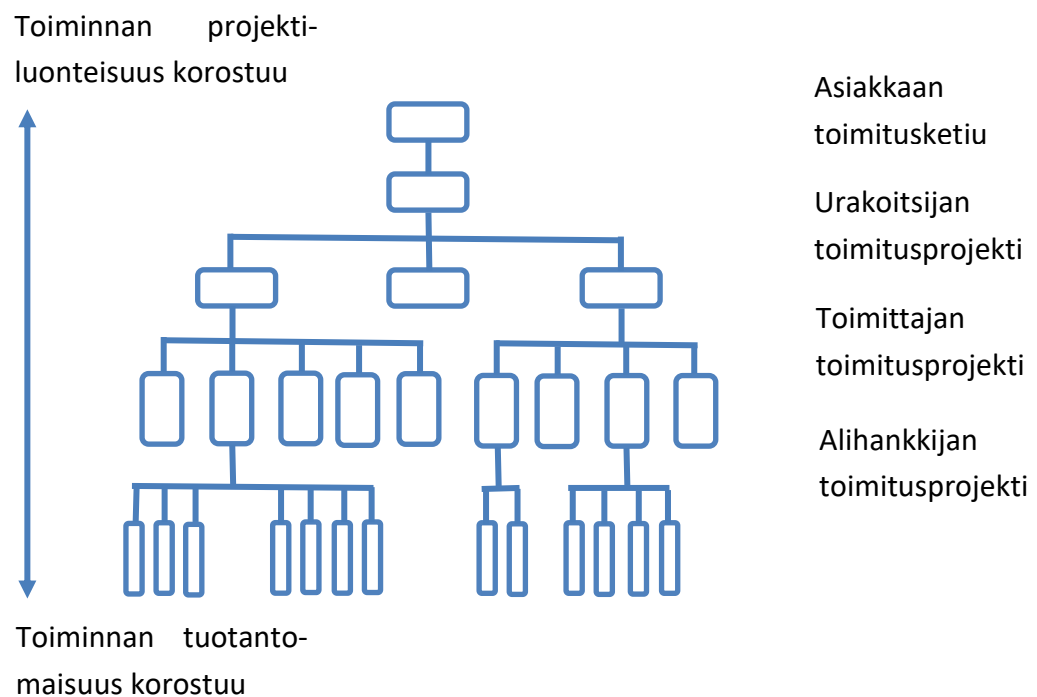 Toiminnan projekti-
luonteisuus korostuu
Asiakkaan
toimitusketiu
Urakoitsijan
toimitusprojekti
Toimittajan
toimitusprojekti
Alihankkijan
toimitusprojekti
Toiminnan tuotanto-
maisuus korostuu